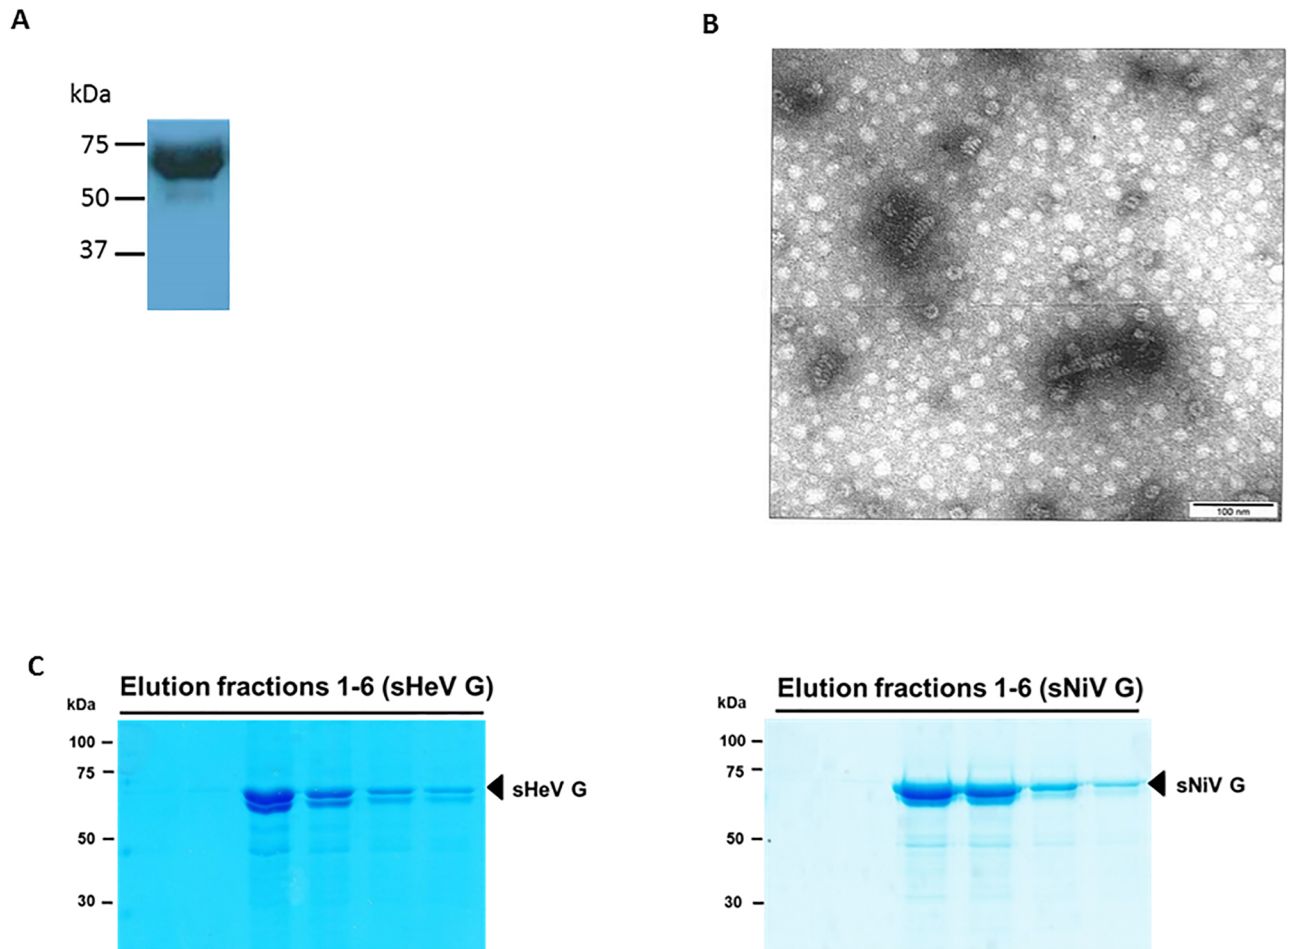 A
B
kDa
75
50
37
100 nm
C
Elution fractions 1-6 (sHeV G)
kDa
100
75
50
30
sHeV G
Elution fractions 1-6 (sNiV G)
kDa
100
75
50
30
sNiV G